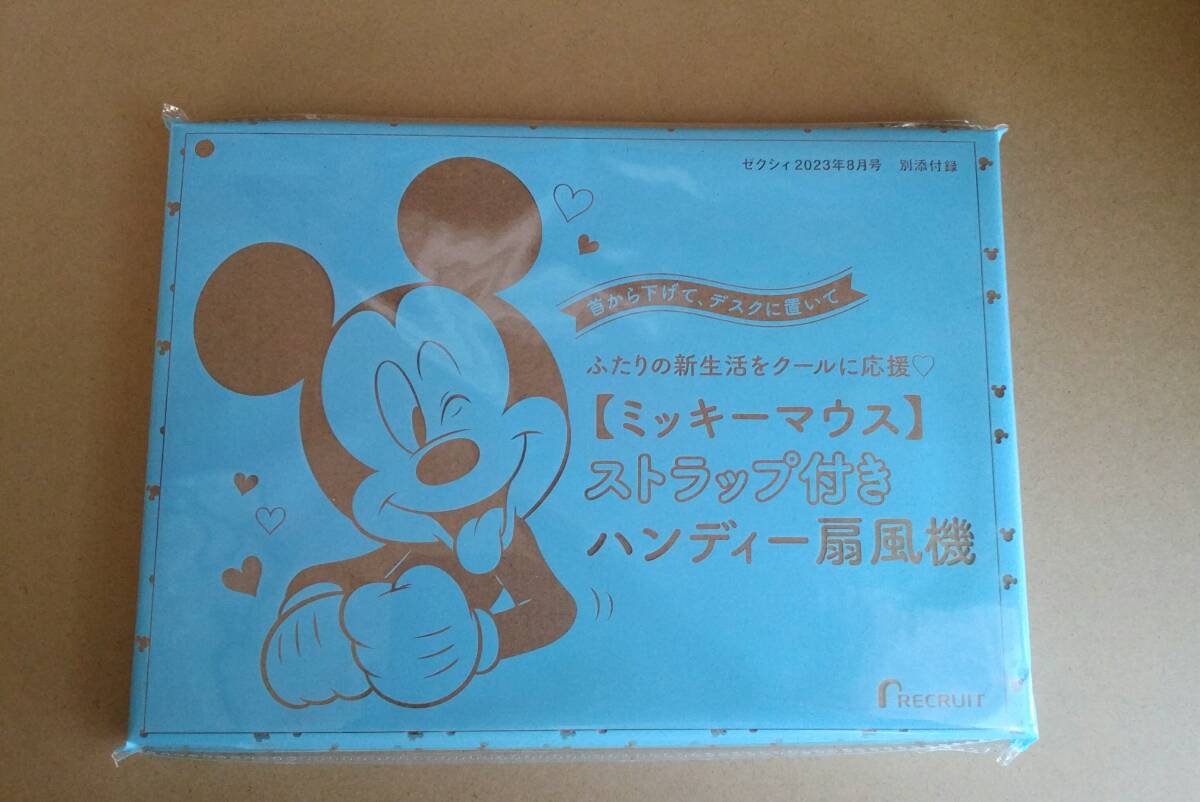 ゼクシィ2023年8月号 別添付録
首から下げて、デスクに置いて
ふたりの新生活をクールに応援♡
【ミッキーマウス】
ストラップ付き
ハンディー扇風機
RECRUIT